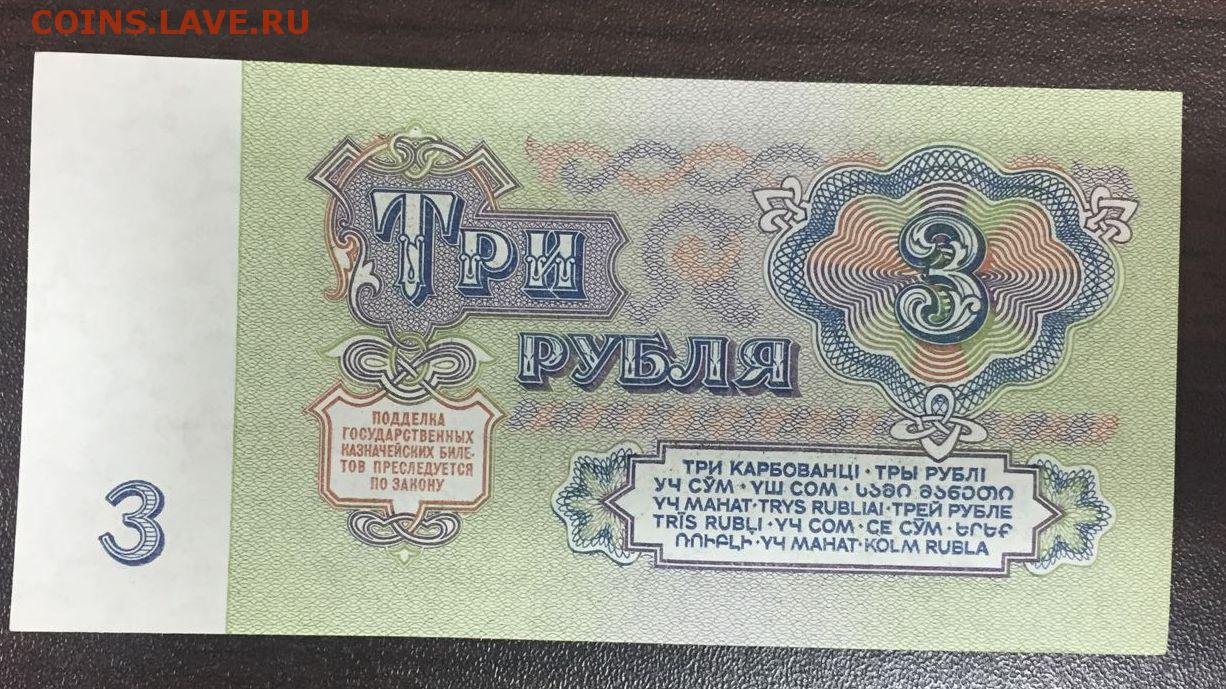 COINS.LAVE.RU
ТРИ
РУБЛЯ
3
ПОДДЕЛКА
ГОСУДАРСТВЕННЫХ
КАЗНАЧЕЙСКИХ БИЛЕ-
ТОВ ПРЕСЛЕДУЕТСЯ
ПО ЗАКОНУ
ТРИ КАРБОВАНЦІ · ТРЫ РУБЛІ
УЧ СЎМ · ҮШ СОМ · ᲡᲐᲛᲘ ᲛᲐᲜᲔᲗᲘ
ҮЧ МАНАТ · TRYS RUBLIAI · ТРЕЙ РУБЛЕ
TRĪS RUBĻI · ҮЧ СОМ · СЕ СЎМ · ԵՐԵՔ
ՌՈՒԲԼԻ · ҮЧ МАНАТ · KOLM RUBLA
3